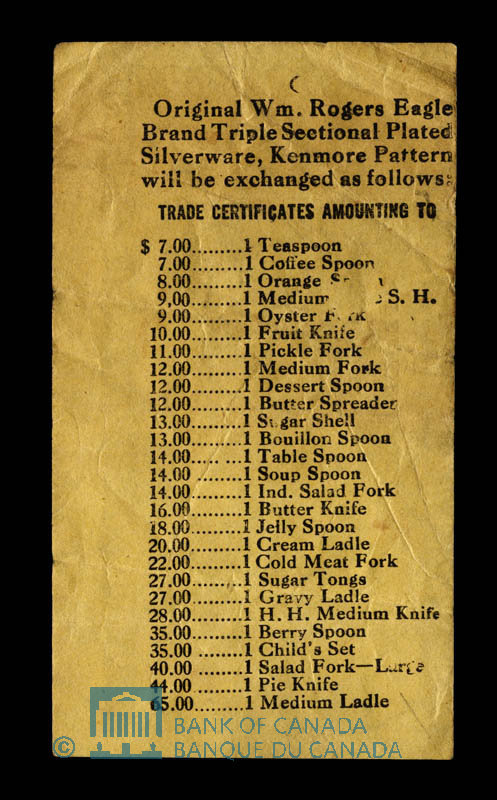 Original Wm. Rogers Eagle
Brand Triple Sectional Plated
Silverware, Kenmore Pattern
will be exchanged as follows:
TRADE CERTIFICATES AMOUNTING TO
$ 7.00.........1 Teaspoon
7.00.........1 Coffee Spoon
8.00.........1 Orange
9,00.........1 Medium S. H.
9.00.........1 Oyster Fork
10.00.........1 Fruit Knife
11.00.........1 Pickle Fork
12.00.........1 Medium Fork
12.00.........1 Dessert Spoon
12.00.........1 Butter Spreader
13.00.........1 Sugar Shell
13.00.........1 Bouillon Spoon
14.00..... ...1 Table Spoon
14.00 ........1 Soup Spoon
14.00.........1 Ind. Salad Fork
16.00.........1 Butter Knife
18.00.........1 Jelly Spoon
20.00.........1 Cream Ladle
22.00.........1 Cold Meat Fork
27.00.........1 Sugar Tongs
27.00.........1 Gravy Ladle
28.00.........1 H. H. Medium Knife
35.00.........1 Berry Spoon
35.00 ........1 Child's Set
40.00 ........1 Salad Fork—Large
44.00.........1 Pie Knife
65.00.........1 Medium Ladle
© BANK OF CANADA
BANQUE DU CANADA